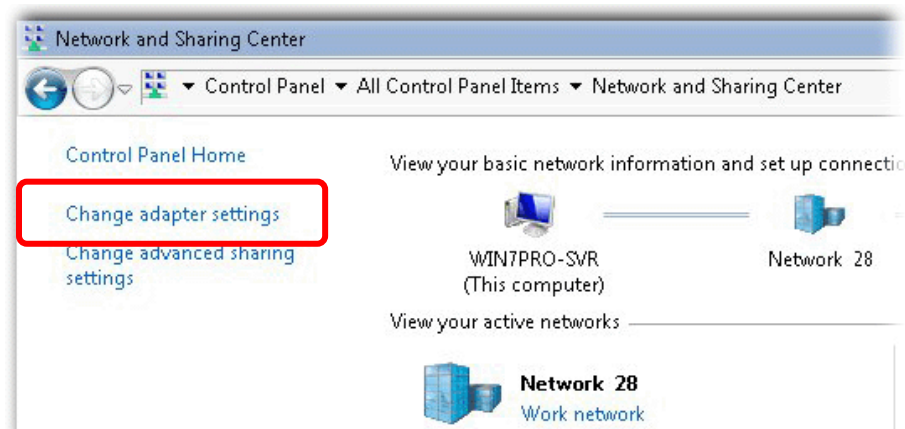 Network and Sharing Center
Control Panel All Control Panel Items Network and Sharing Center
Control Panel Home
Change adapter settings
Change advanced sharing
settings
View your basic network information and set up
WIN7PRO-SVR
(This computer)
Network 28
View your active networks
Network 28
Work network